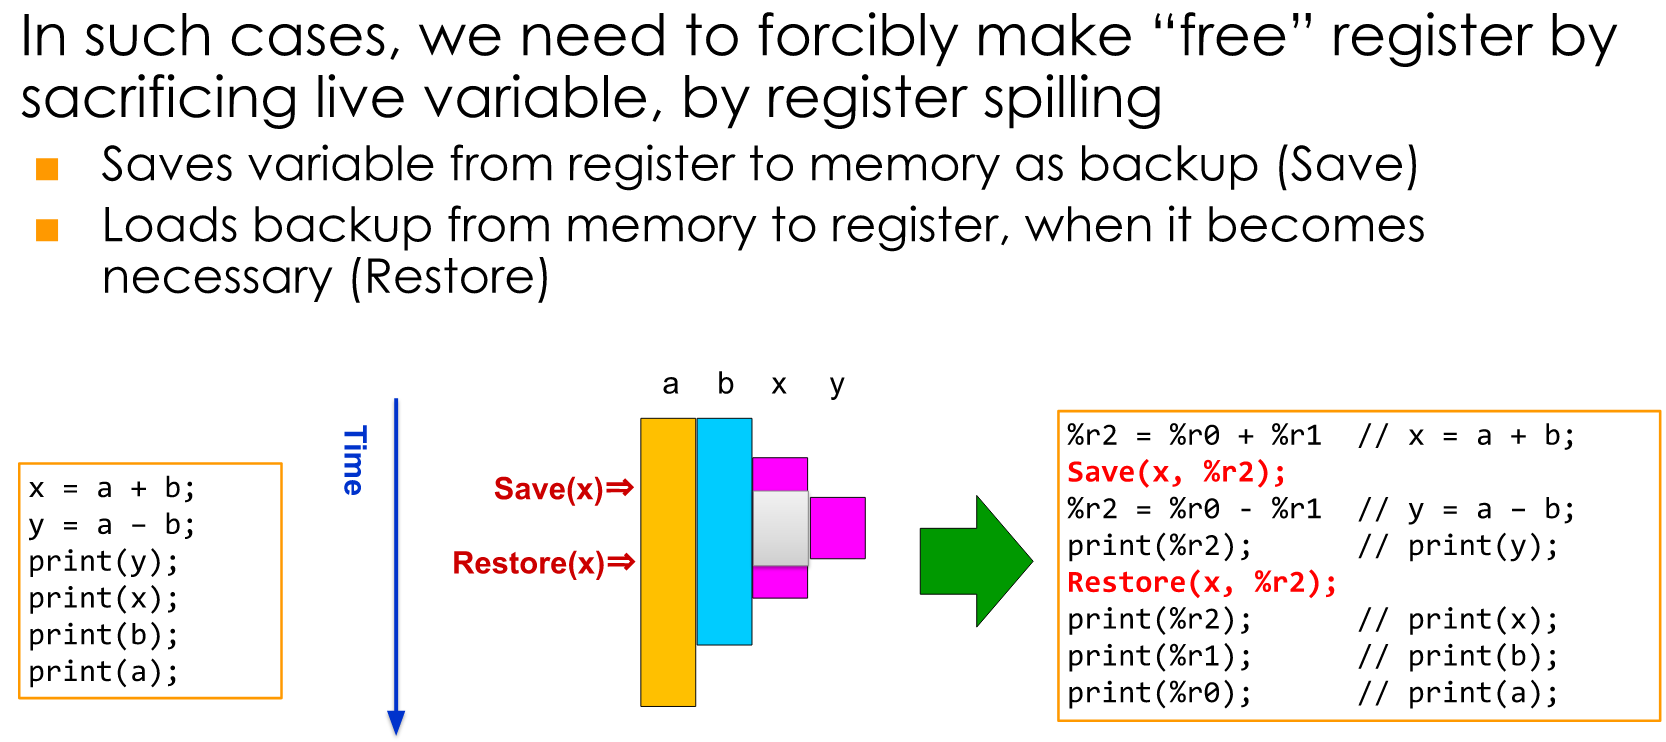 In such cases, we need to forcibly make “free” register by
sacrificing live variable, by register spilling
Saves variable from register to memory as backup (Save)
Loads backup from memory to register, when it becomes
necessary (Restore)
x = a + b;
y = a – b;
print(y);
print(x);
print(b);
print(a);
Time
a b x y
Save(x)⇒
Restore(x)⇒
%r2 = %r0 + %r1 // x = a + b;
Save(x, %r2);
%r2 = %r0 - %r1 // y = a – b;
print(%r2); // print(y);
Restore(x, %r2);
print(%r2); // print(x);
print(%r1); // print(b);
print(%r0); // print(a);